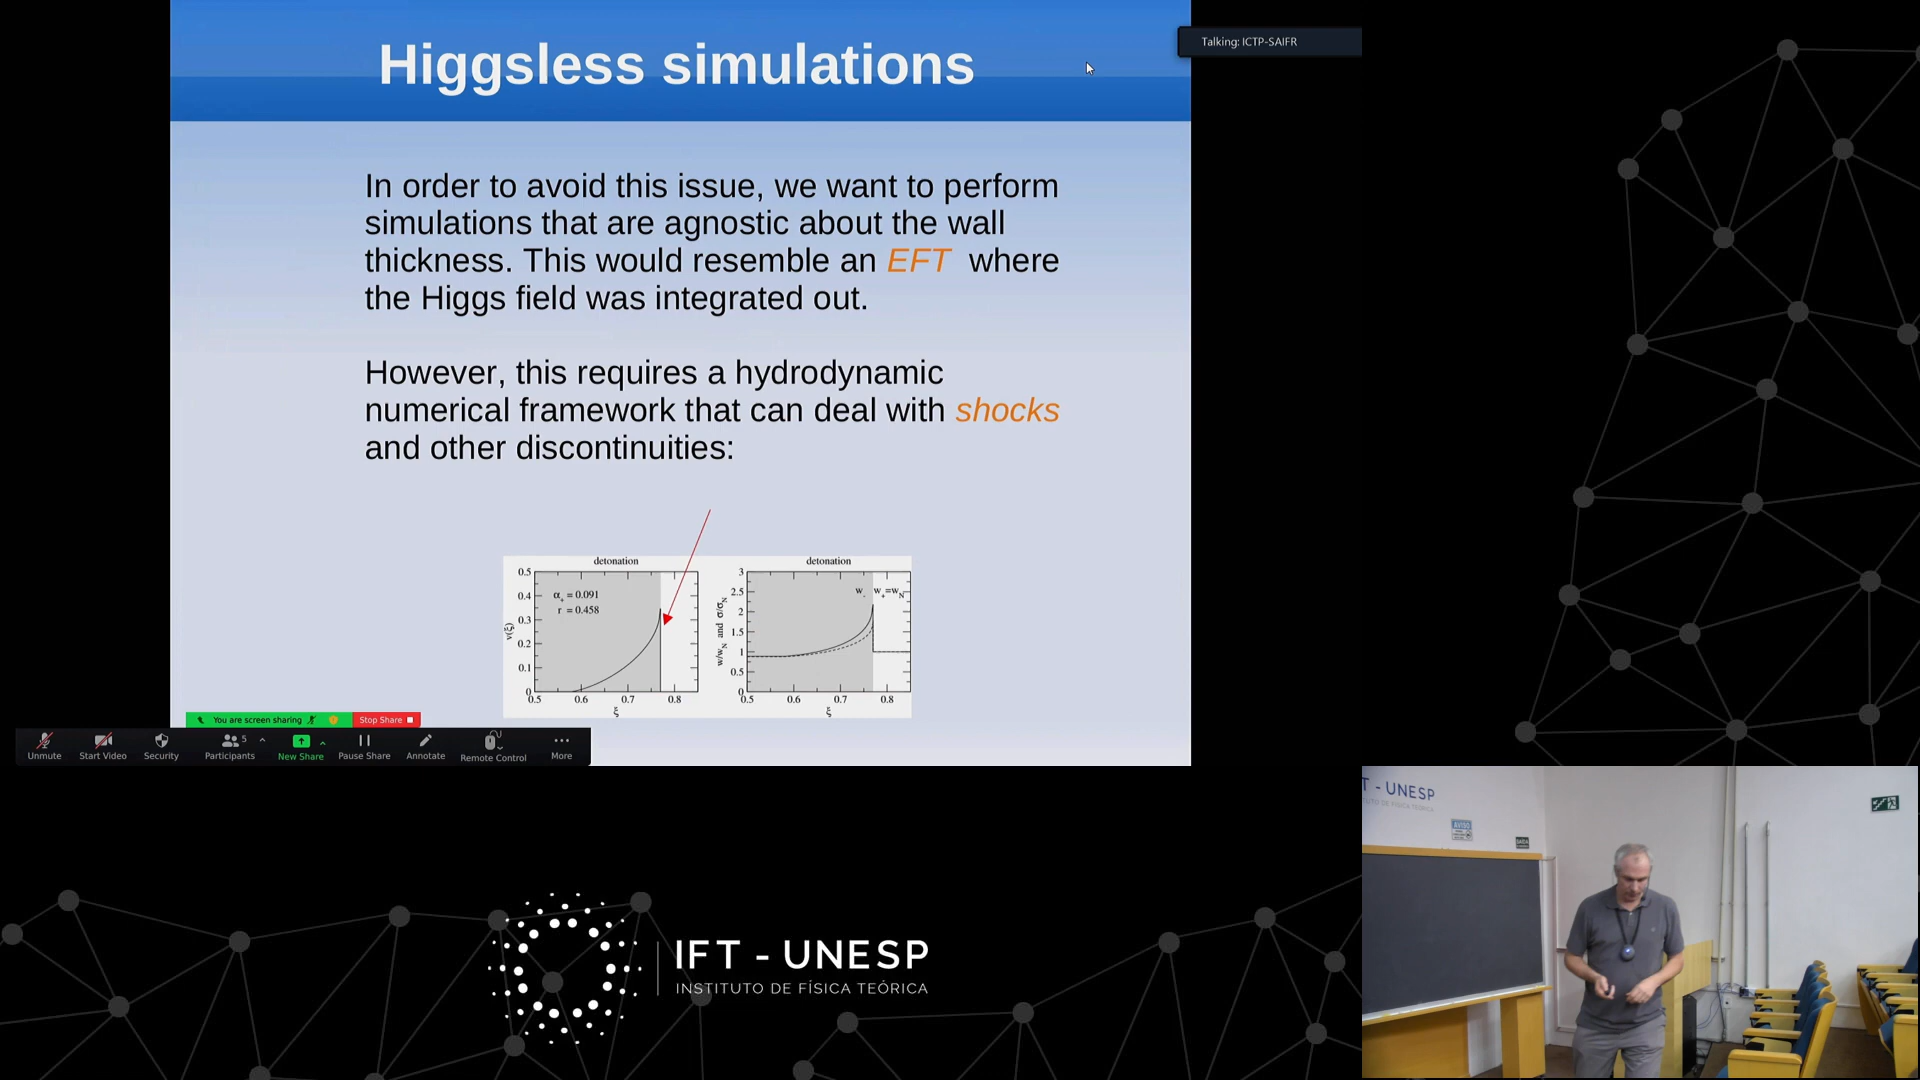 Higgsless simulations
Talking: ICTP-SAIFR
In order to avoid this issue, we want to perform
simulations that are agnostic about the wall
thickness. This would resemble an EFT where
the Higgs field was integrated out.
However, this requires a hydrodynamic
numerical framework that can deal with shocks
and other discontinuities:
detonation
0.5
0.4
0.3
0.2
0.1
0
v(ξ)
α+ = 0.091
r = 0.458
0.5 0.6 0.7 0.8
ξ
detonation
3
2.5
2
1.5
1
0.5
0
w/wN and σ/σN
w- w+=wN
0.5 0.6 0.7 0.8
ξ
You are screen sharing
Stop Share
Unmute
Start Video
Security
Participants
5
New Share
Pause Share
Annotate
Remote Control
More
T - UNESP
AVISO
IFT - UNESP
INSTITUTO DE FÍSICA TEÓRICA